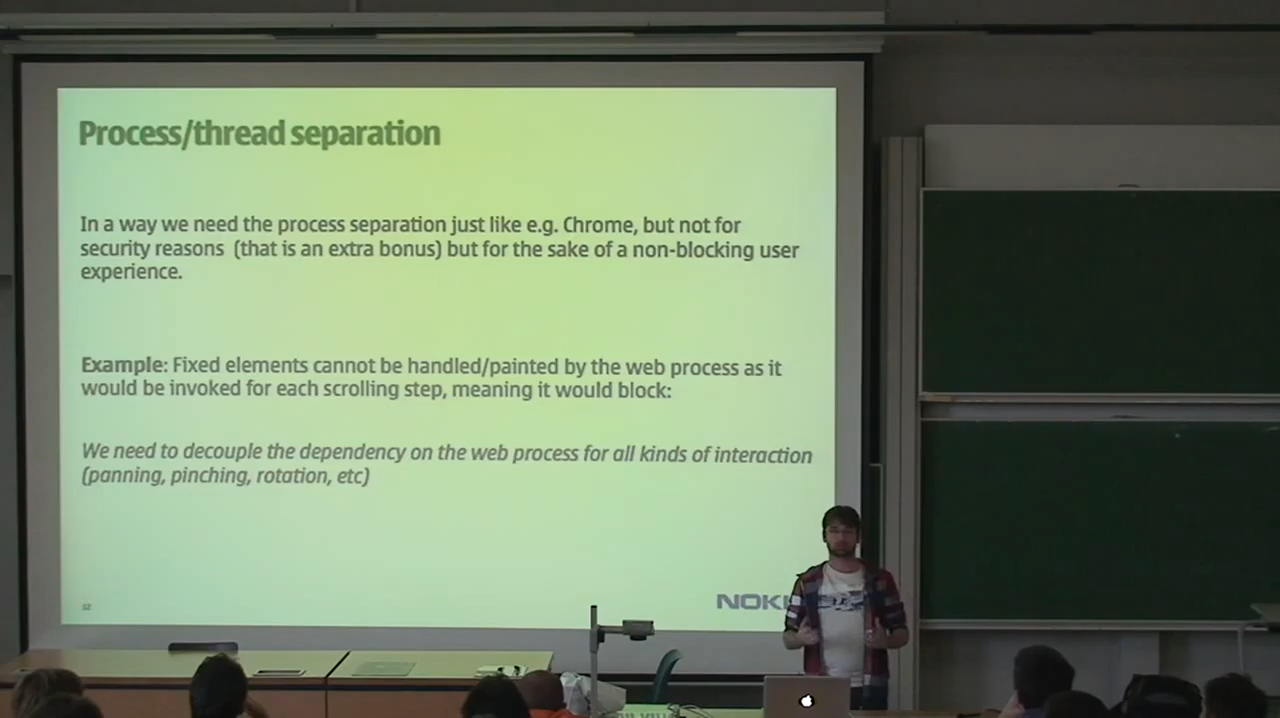 Process/thread separation
In a way we need the process separation just like e.g. Chrome, but not for
security reasons (that is an extra bonus) but for the sake of a non-blocking user
experience.
Example: Fixed elements cannot be handled/painted by the web process as it
would be invoked for each scrolling step, meaning it would block:
We need to decouple the dependency on the web process for all kinds of interaction
(panning, pinching, rotation, etc)
12
NOKI